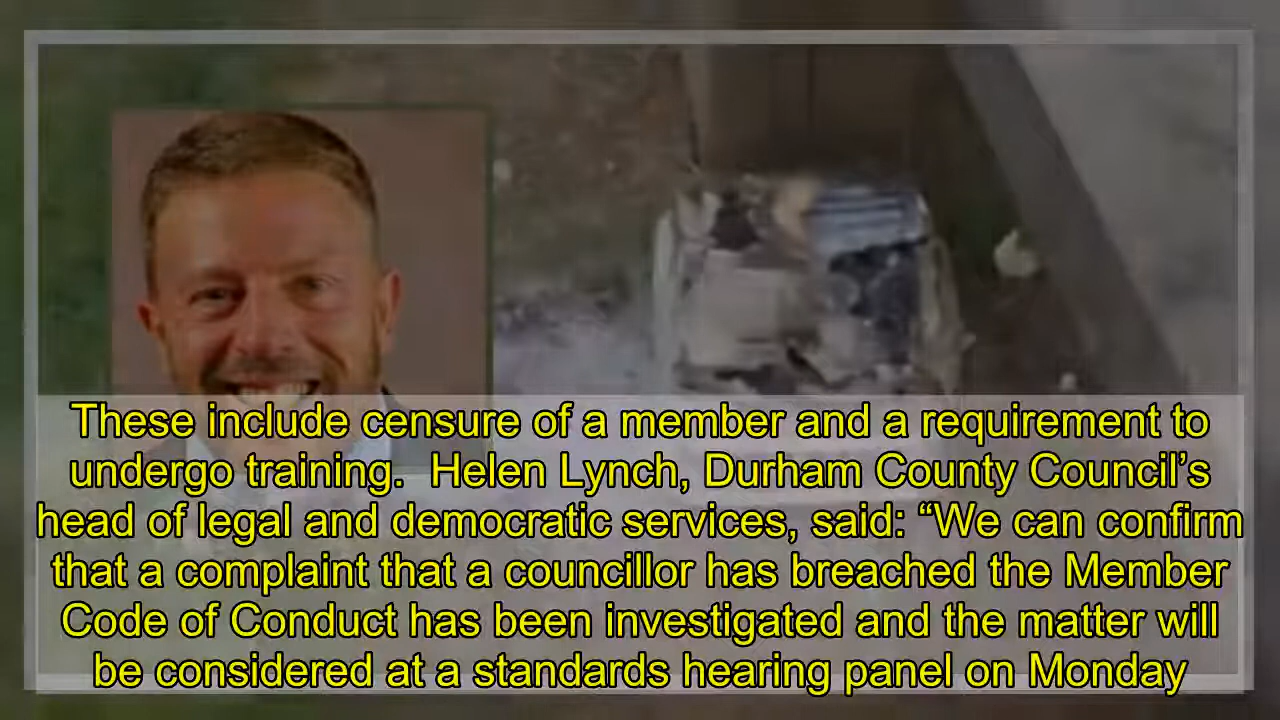 These include censure of a member and a requirement to
undergo training.  Helen Lynch, Durham County Council’s
head of legal and democratic services, said: “We can confirm
that a complaint that a councillor has breached the Member
Code of Conduct has been investigated and the matter will
be considered at a standards hearing panel on Monday